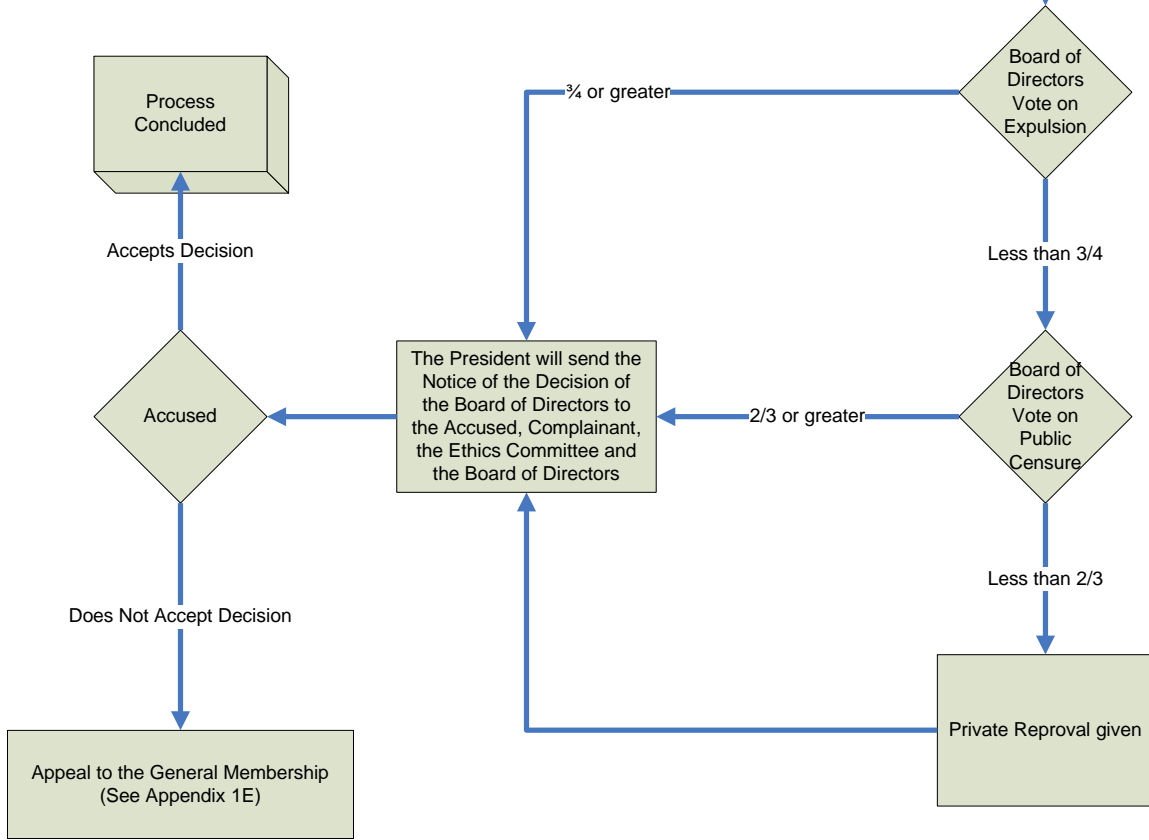 Board of
Directors
Vote on
Expulsion
¾ or greater
Process
Concluded
Accepts Decision
Less than 3/4
The President will send the
Notice of the Decision of
the Board of Directors to
the Accused, Complainant,
the Ethics Committee and
the Board of Directors
Accused
2/3 or greater
Board of
Directors
Vote on
Public
Censure
Less than 2/3
Does Not Accept Decision
Private Reproval given
Appeal to the General Membership
(See Appendix 1E)